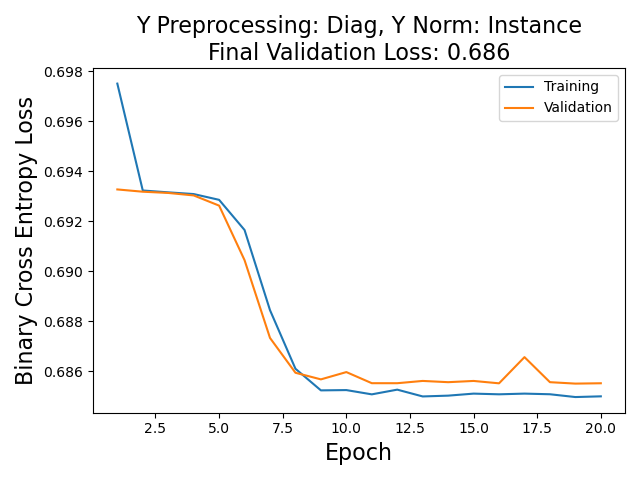 Y Preprocessing: Diag, Y Norm: Instance
Final Validation Loss: 0.686
Training
Validation
Binary Cross Entropy Loss
0.698
0.696
0.694
0.692
0.690
0.688
0.686
2.5 5.0 7.5 10.0 12.5 15.0 17.5 20.0
Epoch